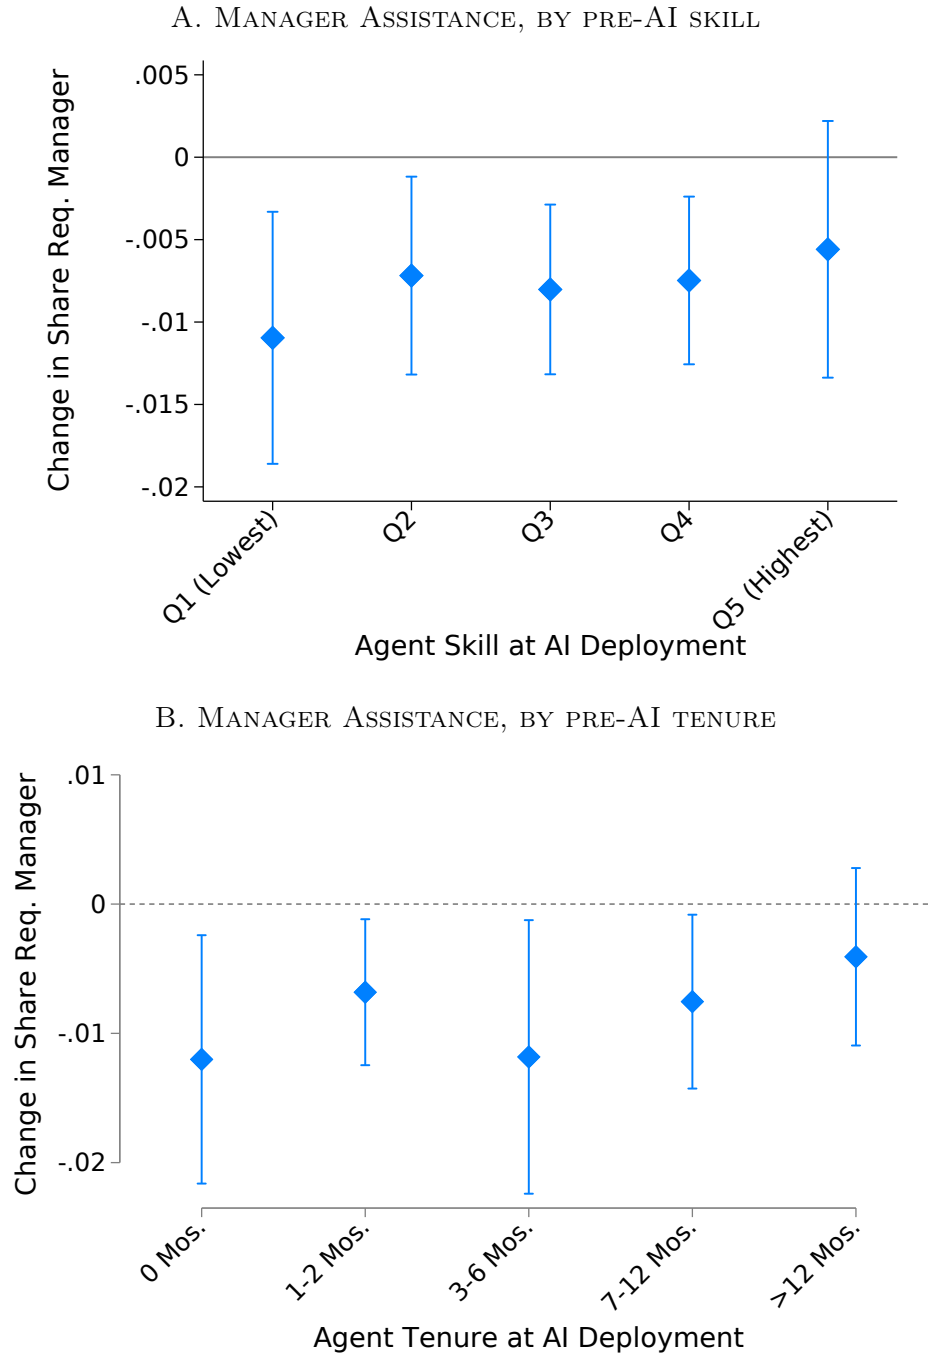 A. Manager Assistance, by pre-AI skill
Change in Share Req. Manager
.005
0
-.005
-.01
-.015
-.02
Q1 (Lowest)
Q2
Q3
Q4
Q5 (Highest)
Agent Skill at AI Deployment
B. Manager Assistance, by pre-AI tenure
Change in Share Req. Manager
.01
0
-.01
-.02
0 Mos.
1-2 Mos.
3-6 Mos.
7-12 Mos.
>12 Mos.
Agent Tenure at AI Deployment